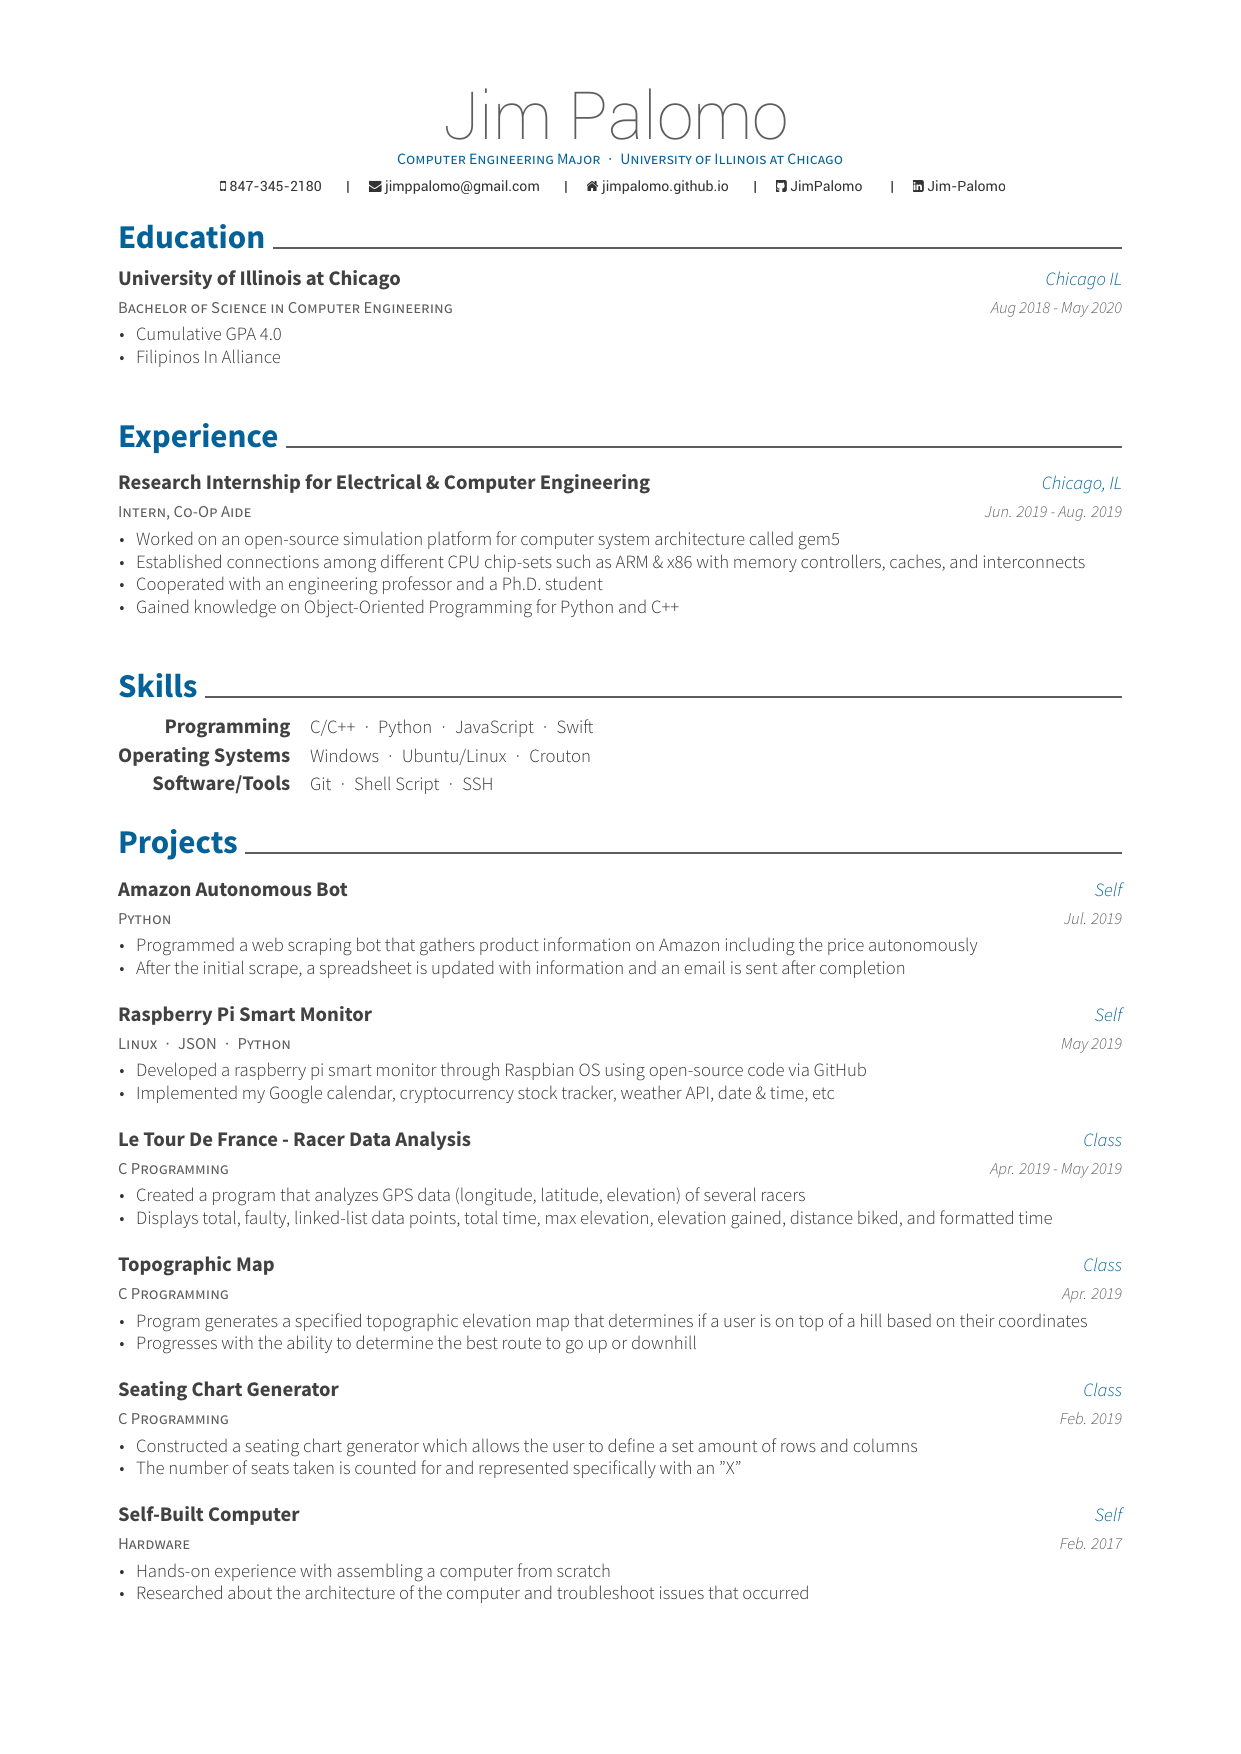 Jim Palomo
Computer Engineering Major · University of Illinois at Chicago
847-345-2180 | jimppalomo@gmail.com | jimpalomo.github.io | JimPalomo | Jim-Palomo
Education
University of Illinois at Chicago Chicago IL
Bachelor of Science in Computer Engineering Aug 2018 - May 2020
• Cumulative GPA 4.0
• Filipinos In Alliance
Experience
Research Internship for Electrical & Computer Engineering Chicago, IL
Intern, Co-Op Aide Jun. 2019 - Aug. 2019
• Worked on an open-source simulation platform for computer system architecture called gem5
• Established connections among different CPU chip-sets such as ARM & x86 with memory controllers, caches, and interconnects
• Cooperated with an engineering professor and a Ph.D. student
• Gained knowledge on Object-Oriented Programming for Python and C++
Skills
Programming C/C++ · Python · JavaScript · Swift
Operating Systems Windows · Ubuntu/Linux · Crouton
Software/Tools Git · Shell Script · SSH
Projects
Amazon Autonomous Bot Self
Python Jul. 2019
• Programmed a web scraping bot that gathers product information on Amazon including the price autonomously
• After the initial scrape, a spreadsheet is updated with information and an email is sent after completion
Raspberry Pi Smart Monitor Self
Linux · JSON · Python May 2019
• Developed a raspberry pi smart monitor through Raspbian OS using open-source code via GitHub
• Implemented my Google calendar, cryptocurrency stock tracker, weather API, date & time, etc
Le Tour De France - Racer Data Analysis Class
C Programming Apr. 2019 - May 2019
• Created a program that analyzes GPS data (longitude, latitude, elevation) of several racers
• Displays total, faulty, linked-list data points, total time, max elevation, elevation gained, distance biked, and formatted time
Topographic Map Class
C Programming Apr. 2019
• Program generates a specified topographic elevation map that determines if a user is on top of a hill based on their coordinates
• Progresses with the ability to determine the best route to go up or downhill
Seating Chart Generator Class
C Programming Feb. 2019
• Constructed a seating chart generator which allows the user to define a set amount of rows and columns
• The number of seats taken is counted for and represented specifically with an ”X”
Self-Built Computer Self
Hardware Feb. 2017
• Hands-on experience with assembling a computer from scratch
• Researched about the architecture of the computer and troubleshoot issues that occurred